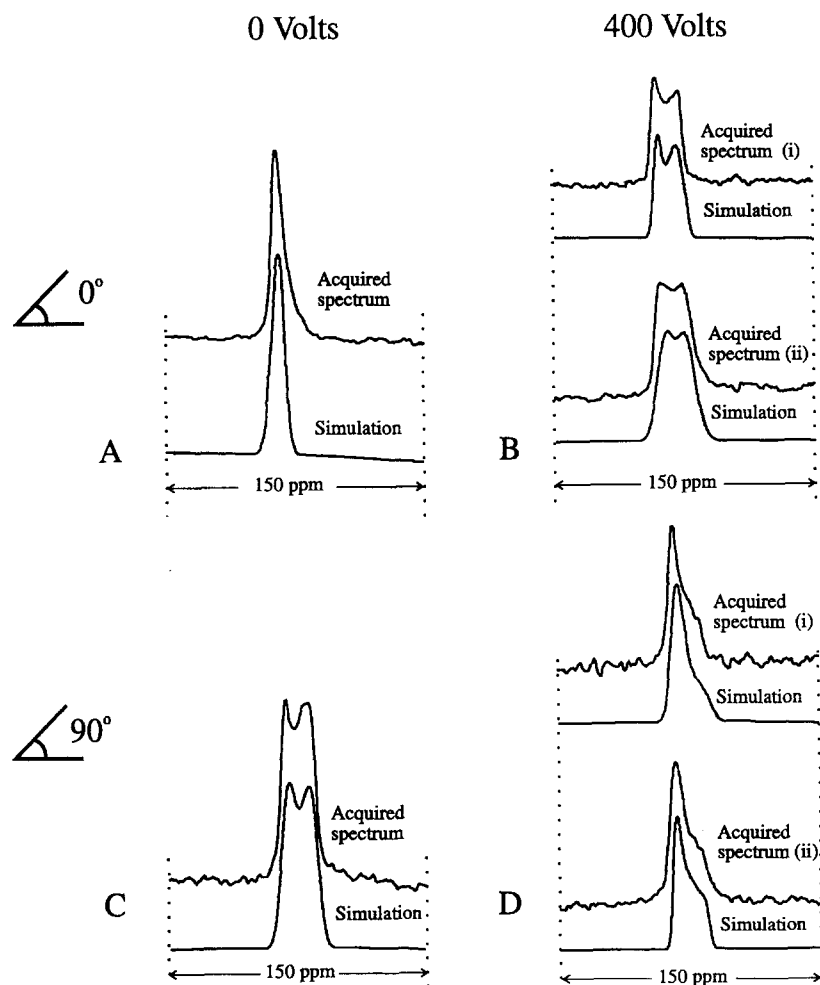 0 Volts
400 Volts
0°
Acquired
spectrum
Simulation
A
150 ppm
Acquired
spectrum (i)
Simulation
Acquired
spectrum (ii)
Simulation
B
150 ppm
90°
Acquired
spectrum
Simulation
C
150 ppm
Acquired
spectrum (i)
Simulation
Acquired
spectrum (ii)
Simulation
D
150 ppm